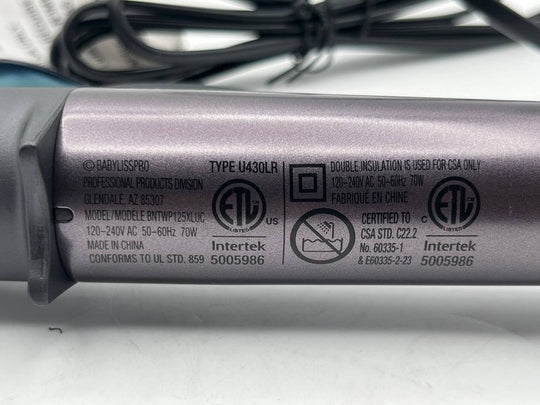 © BABYLISSPRO TYPE U430LR
PROFESSIONAL PRODUCTS DIVISION
GLENDALE, AZ 85307
MODEL/MODÈLE BNTWP125XLUC
120-240V AC 50-60Hz 70W
MADE IN CHINA
CONFORMS TO UL STD. 859
ETL
LISTED
US
Intertek
5005986
DOUBLE INSULATION IS USED FOR CSA ONLY
120-240V AC 50-60Hz 70W
FABRIQUÉ EN CHINE
CERTIFIED TO
CSA STD. C22.2
No. 60335-1
& E60335-2-23
C
ETL
LISTED
Intertek
5005986